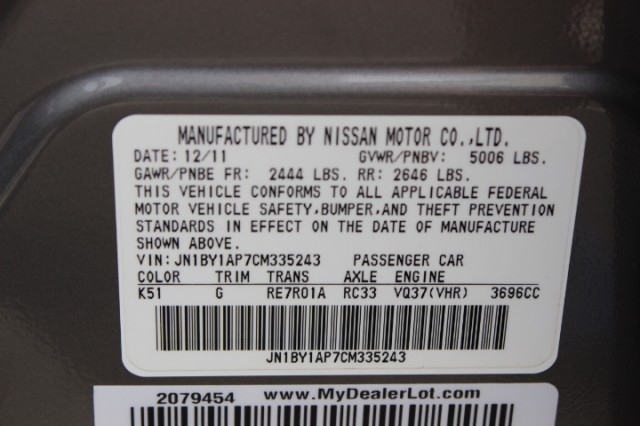 MANUFACTURED BY NISSAN MOTOR CO.,LTD.
DATE: 12/11 GVWR/PNBV: 5006 LBS.
GAWR/PNBE FR: 2444 LBS. RR: 2646 LBS.
THIS VEHICLE CONFORMS TO ALL APPLICABLE FEDERAL
MOTOR VEHICLE SAFETY,BUMPER,AND THEFT PREVENTION
STANDARDS IN EFFECT ON THE DATE OF MANUFACTURE
SHOWN ABOVE.
VIN: JN1BY1AP7CM335243 PASSENGER CAR
COLOR TRIM TRANS AXLE ENGINE
K51 G RE7R01A RC33 VQ37(VHR) 3696CC
JN1BY1AP7CM335243
2079454 www.MyDealerLot.com